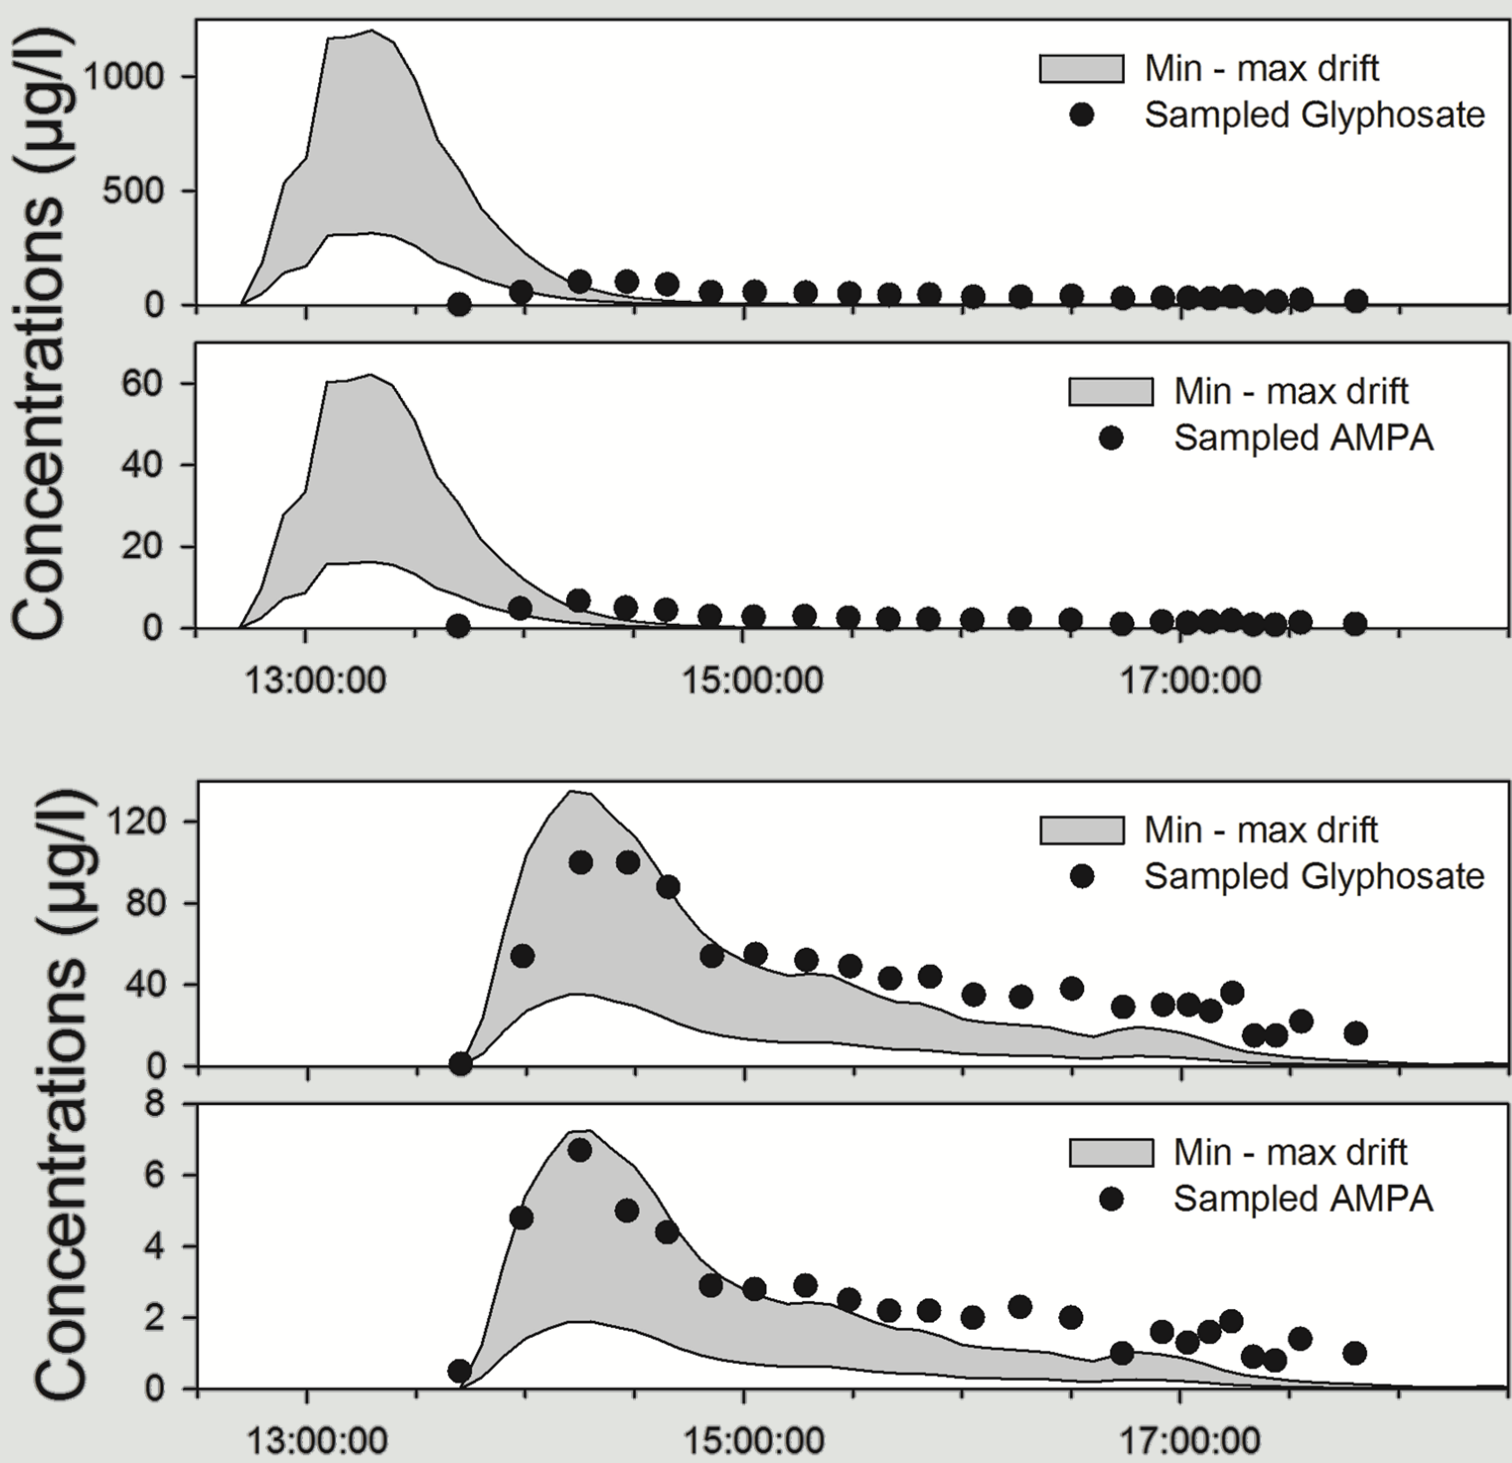 Concentrations (µg/l)
1000
500
0
Min - max drift
Sampled Glyphosate
60
40
20
0
Min - max drift
Sampled AMPA
13:00:00 15:00:00 17:00:00
Concentrations (µg/l)
120
80
40
0
Min - max drift
Sampled Glyphosate
8
6
4
2
0
Min - max drift
Sampled AMPA
13:00:00 15:00:00 17:00:00